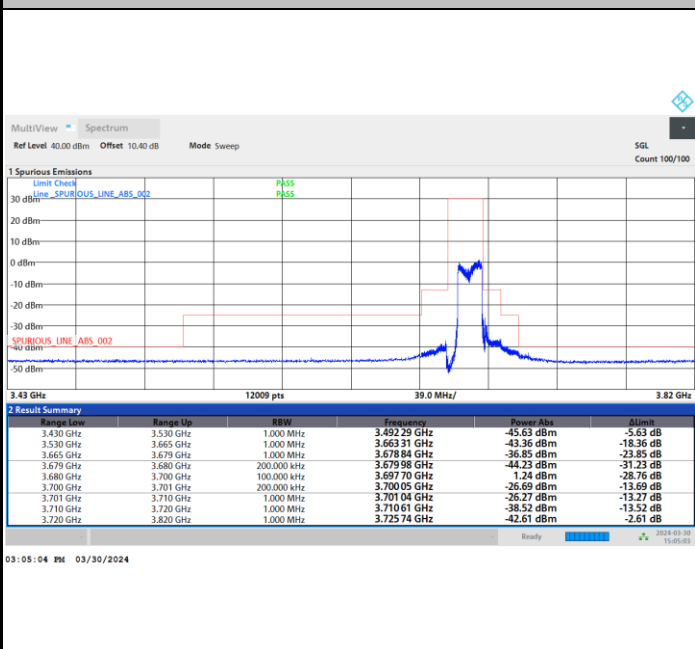 MultiView Spectrum
Ref Level 40.00 dBm Offset 10.40 dB Mode Sweep SGL
Count 100/100
1 Spurious Emissions
Limit Check PASS
Line _SPURIOUS_LINE_ABS_002 PASS
30 dBm
20 dBm
10 dBm
0 dBm
-10 dBm
-20 dBm
-30 dBm
SPURIOUS_LINE_ABS_002
-40 dBm
-50 dBm
3.43 GHz 12009 pts 39.0 MHz/ 3.82 GHz
2 Result Summary
Range Low Range Up RBW Frequency Power Abs ΔLimit
3.430 GHz 3.530 GHz 1.000 MHz 3.492 29 GHz -45.63 dBm -5.63 dB
3.530 GHz 3.665 GHz 1.000 MHz 3.663 31 GHz -43.36 dBm -18.36 dB
3.665 GHz 3.679 GHz 1.000 MHz 3.678 84 GHz -36.85 dBm -23.85 dB
3.679 GHz 3.680 GHz 200.000 kHz 3.679 98 GHz -44.23 dBm -31.23 dB
3.680 GHz 3.700 GHz 100.000 kHz 3.697 70 GHz 1.24 dBm -28.76 dB
3.700 GHz 3.701 GHz 200.000 kHz 3.700 05 GHz -26.69 dBm -13.69 dB
3.701 GHz 3.710 GHz 1.000 MHz 3.701 04 GHz -26.27 dBm -13.27 dB
3.710 GHz 3.720 GHz 1.000 MHz 3.710 61 GHz -38.52 dBm -13.52 dB
3.720 GHz 3.820 GHz 1.000 MHz 3.725 74 GHz -42.61 dBm -2.61 dB
Ready 2024-03-30
15:05:03
03:05:04 PM 03/30/2024